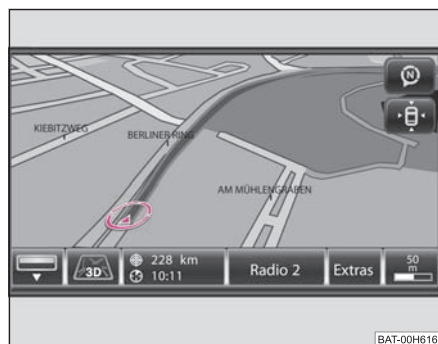 N
KIEBITZWEG
BERLINER RING
AM MÜHLENGRABEN
3D
228 km
10:11
Radio 2
Extras
50
m
BAT-00H616